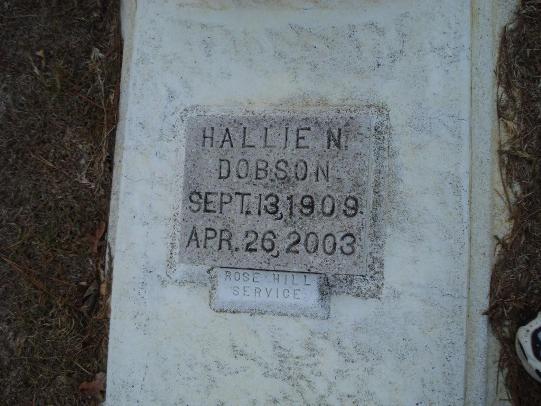 HALLIE N.
DOBSON
SEPT. 13, 1909
APR. 26, 2003
ROSE HILL
SERVICE